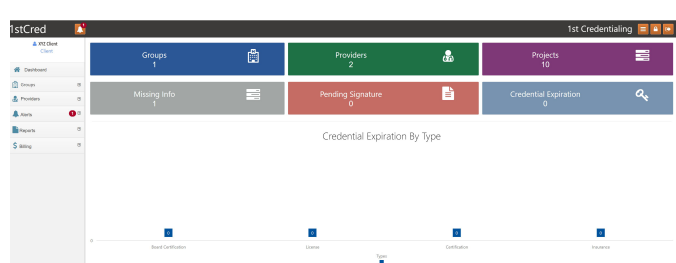 1stCred
1st Credentialing
XYZ Client
Client
Dashboard
Groups
Providers
Alerts
1
Reports
$ Billing
Groups
1
Providers
2
Projects
10
Missing Info
1
Pending Signature
0
Credential Expiration
0
Credential Expiration By Type
0 0 0 0
0
Board Certification License Certification Insurance
Types